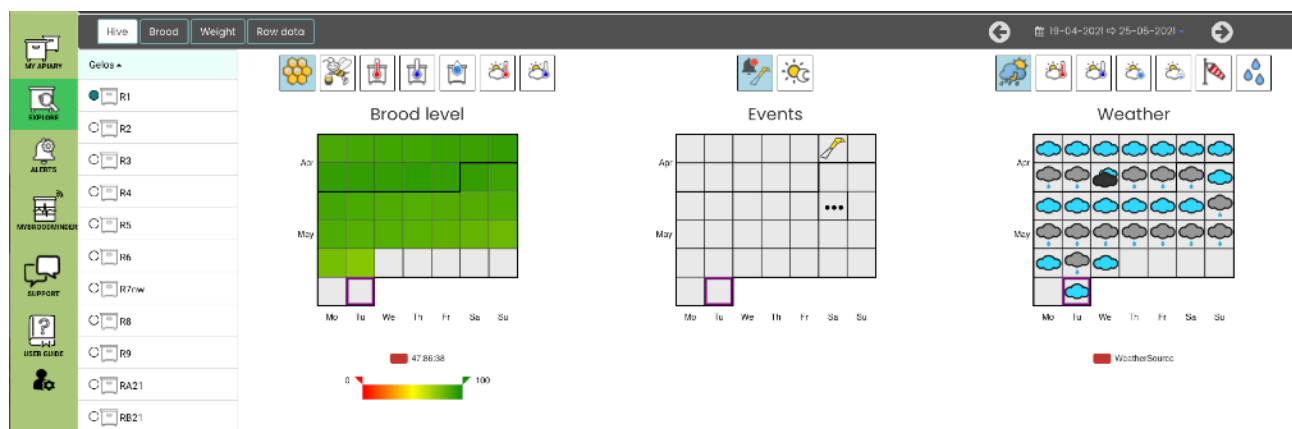 Hive Brood Weight Raw data
19-04-2021 ⇨ 25-05-2021
MY APIARY
EXPLORE
ALERTS
MYBROODMINDER
SUPPORT
USER GUIDE
Gelos
R1
R2
R3
R4
R5
R6
R7nw
R8
R9
RA21
RB21
Brood level
Apr
May
Mo Tu We Th Fr Sa Su
47:86:38
0 100
Events
Apr
May
Mo Tu We Th Fr Sa Su
Weather
Apr
May
Mo Tu We Th Fr Sa Su
WeatherSource